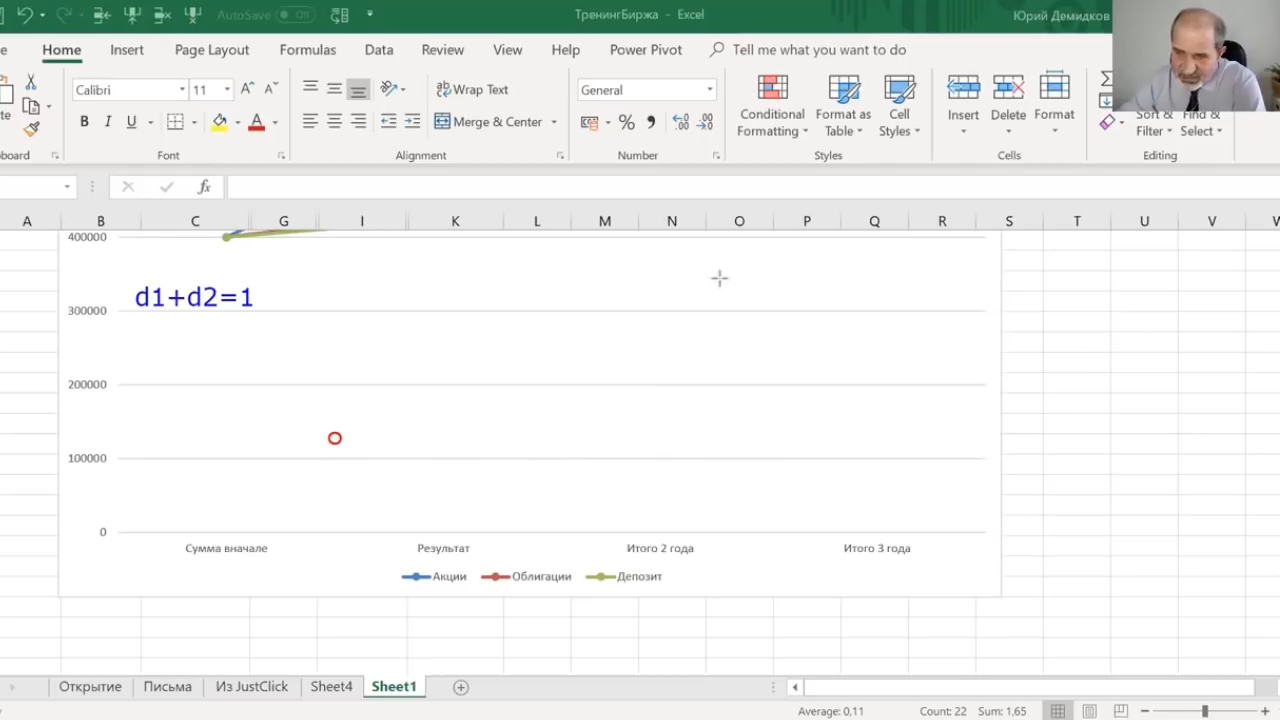 AutoSave Off
ТренингБиржа - Excel
Юрий Демидков
Home Insert Page Layout Formulas Data Review View Help Power Pivot Tell me what you want to do
Calibri 11
Wrap Text
General
B I U
Merge & Center
Conditional Formatting
Format as Table
Cell Styles
Insert
Delete
Format
Sort & Filter
Find & Select
Font
Alignment
Number
Styles
Cells
Editing
fx
A B C G I K L M N O P Q R S T U V W
400000
d1+d2=1
300000
200000
O
100000
0
Сумма вначале Результат Итого 2 года Итого 3 года
Акции Облигации Депозит
Открытие Письма Из JustClick Sheet4 Sheet1
Average: 0,11 Count: 22 Sum: 1,65